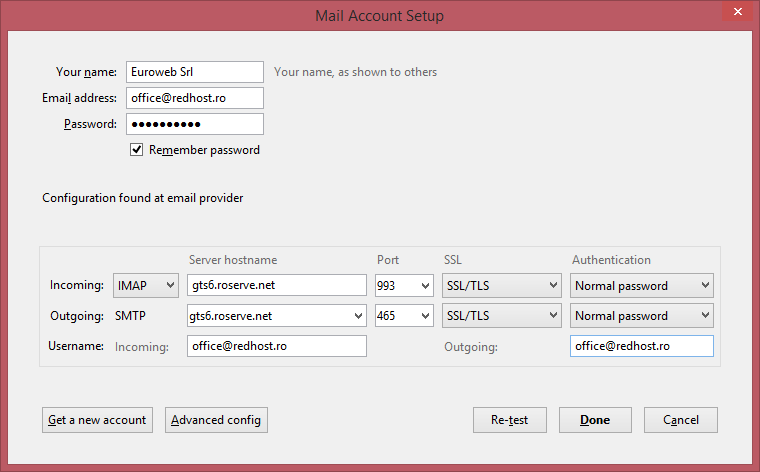 Mail Account Setup
Your name: Euroweb Srl Your name, as shown to others
Email address: office@redhost.ro
Password: ●●●●●●●●●●
Remember password
Configuration found at email provider
Server hostname Port SSL Authentication
Incoming: IMAP gts6.roserve.net 993 SSL/TLS Normal password
Outgoing: SMTP gts6.roserve.net 465 SSL/TLS Normal password
Username: Incoming: office@redhost.ro Outgoing: office@redhost.ro
Get a new account Advanced config Re-test Done Cancel